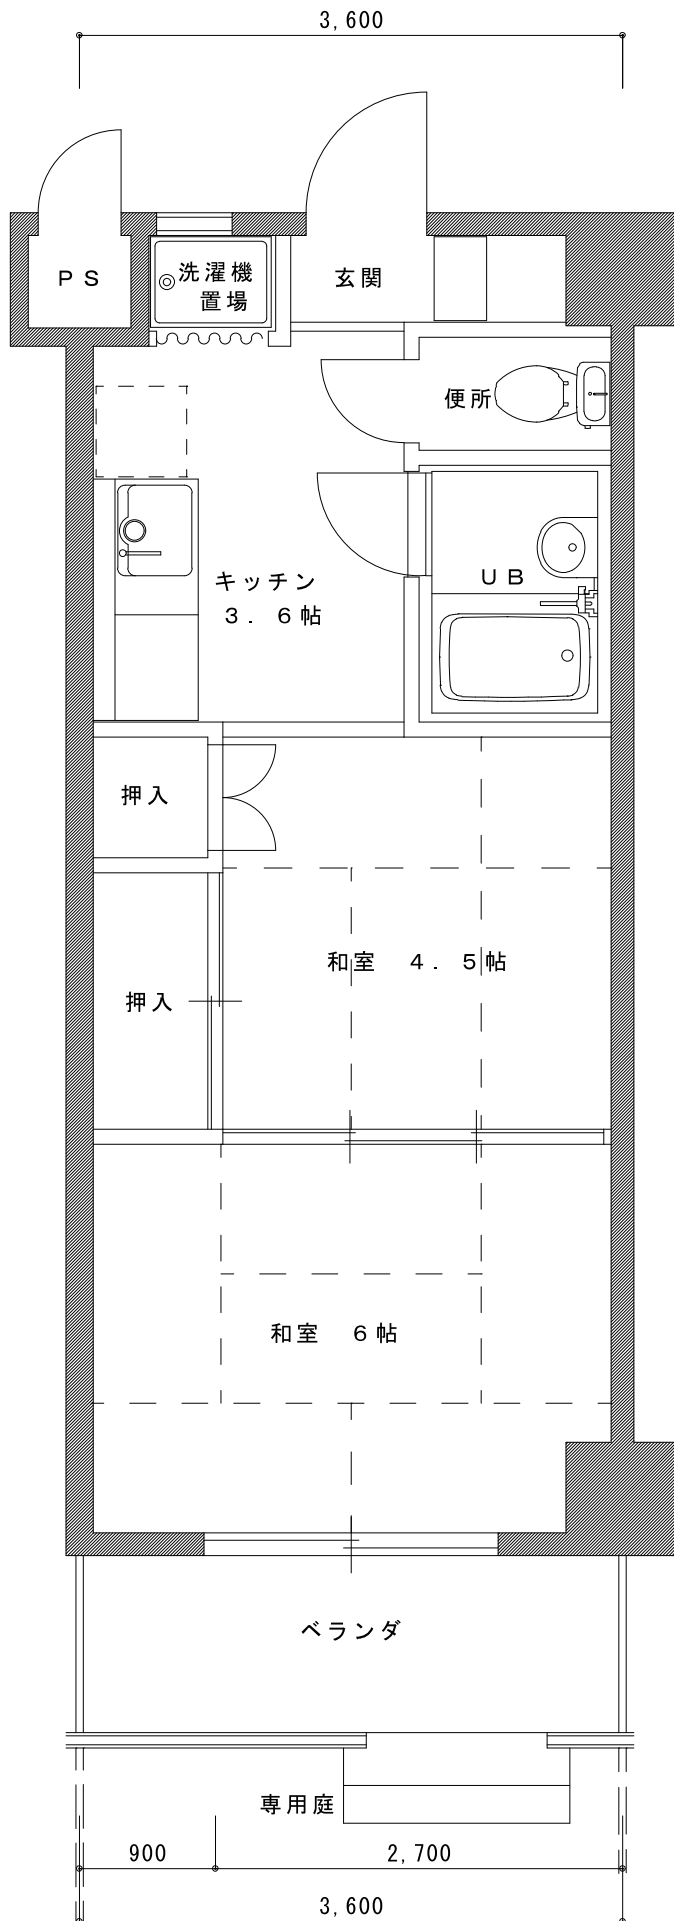 3,600
PS
洗濯機
置場
玄関
便所
キッチン
3.6帖
UB
押入
和室 4.5帖
押入
和室 6帖
ベランダ
専用庭
900
2,700
3,600